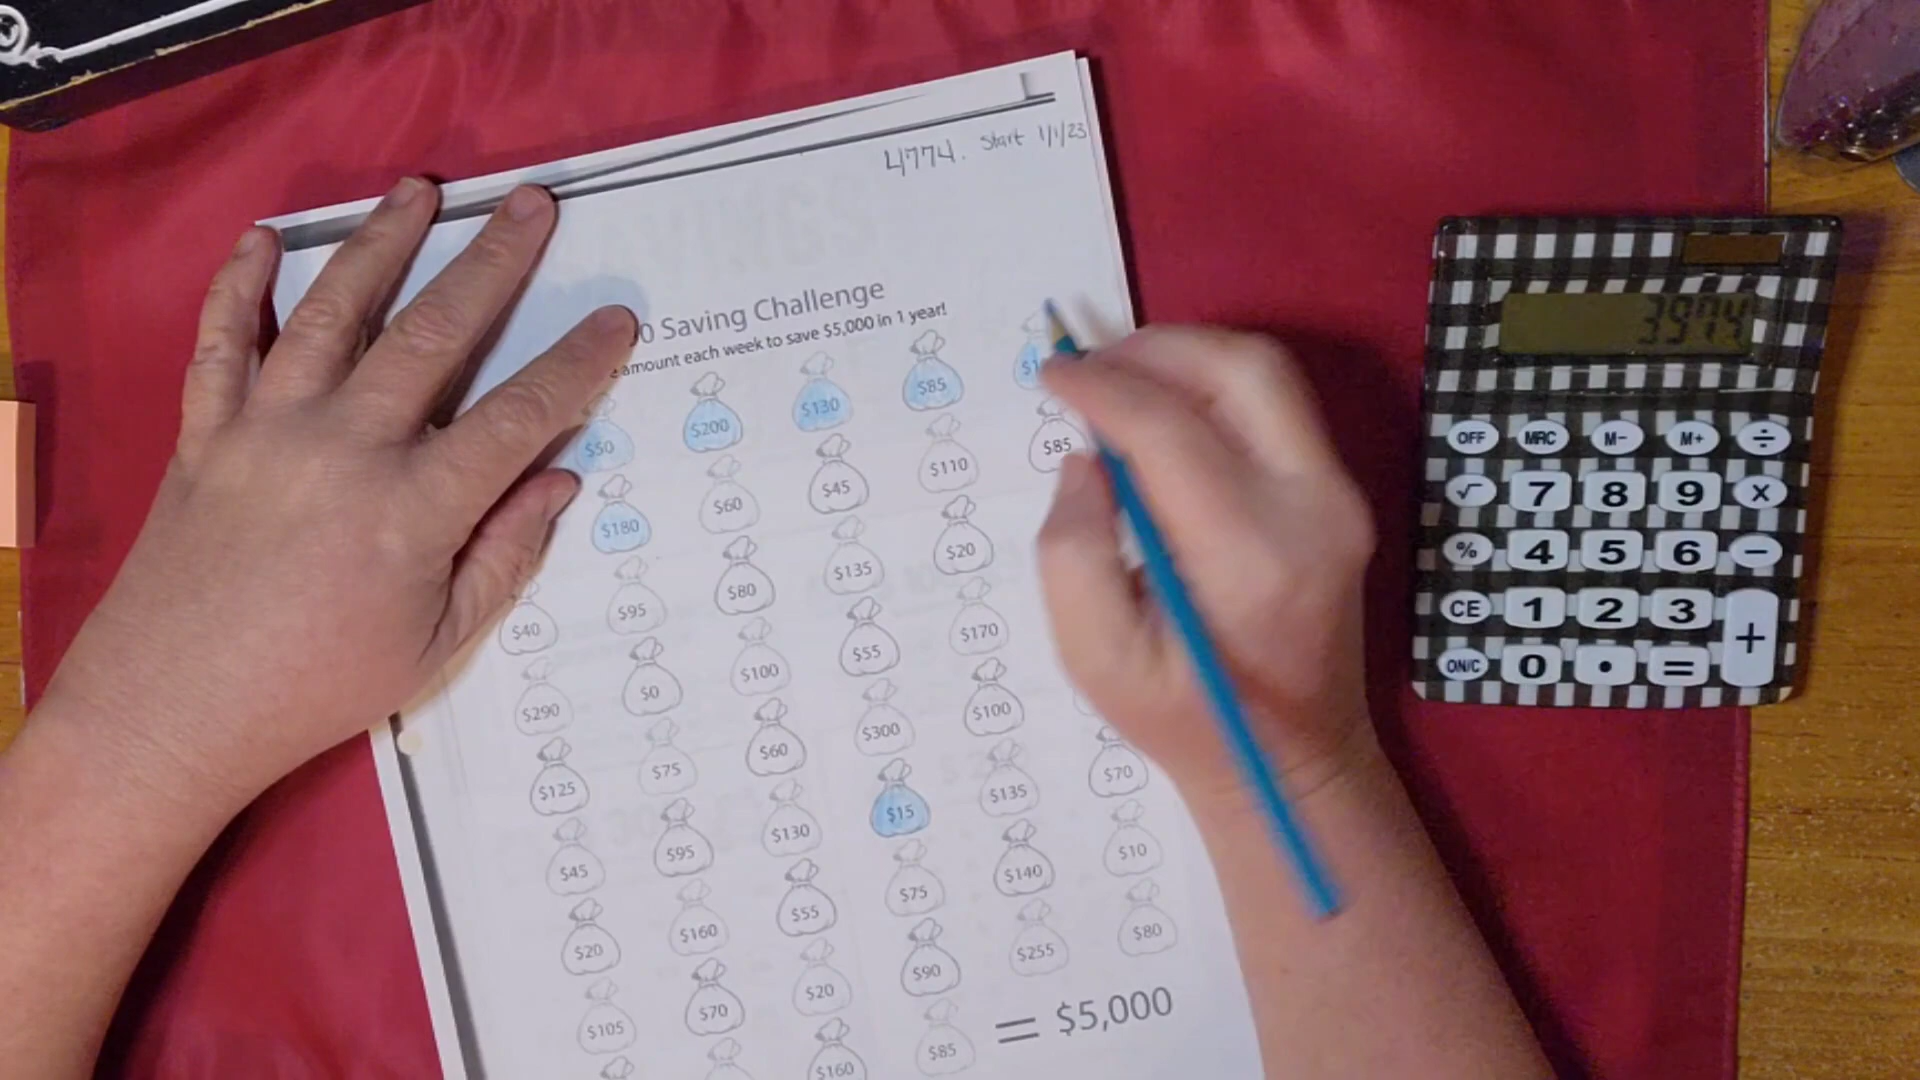 4774. Start 1/1/23
Saving Challenge
amount each week to save $5,000 in 1 year!
$50 $200 $130 $85
$180 $60 $45 $110 $85
$40 $95 $80 $135 $20
$290 $0 $100 $55 $170
$125 $75 $60 $300 $100
$45 $95 $130 $15 $135 $70
$20 $160 $55 $75 $140 $10
$105 $70 $20 $90 $255 $80
$160 $85 = $5,000
3974
OFF MRC M- M+ ÷
√ 7 8 9 ×
% 4 5 6 −
CE 1 2 3 +
ON/C 0 • =